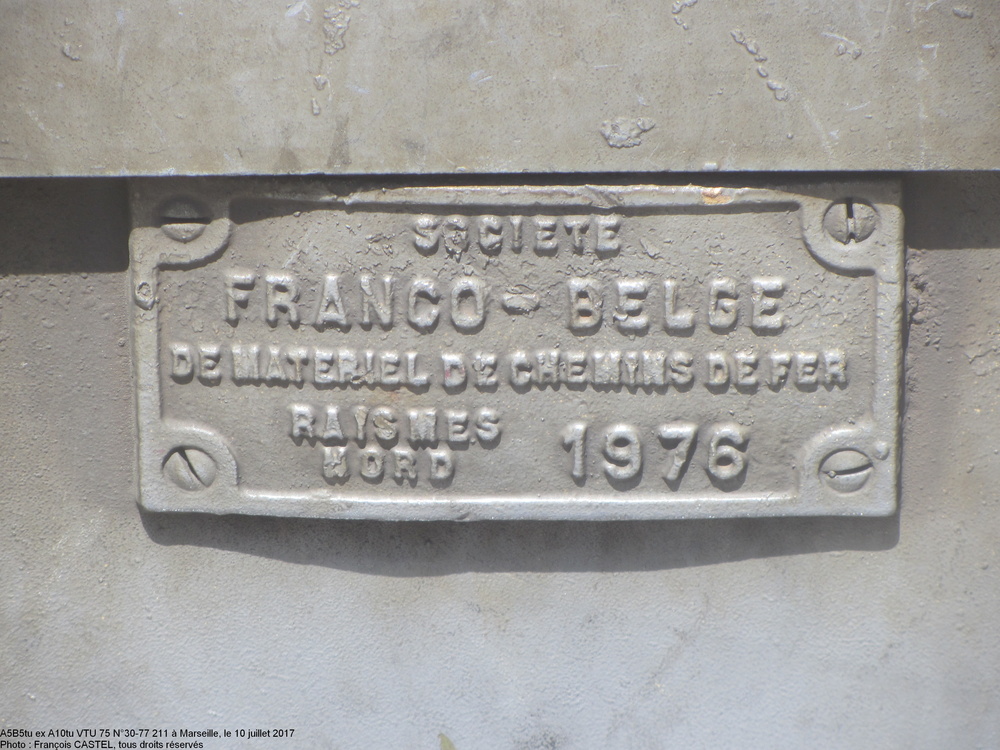 SOCIETE
FRANCO-BELGE
DE MATERIEL DE CHEMINS DE FER
RAISMES
NORD
1976
A5B5tu ex A10tu VTU 75 N°30-77 211 à Marseille, le 10 juillet 2017
Photo : François CASTEL, tous droits réservés